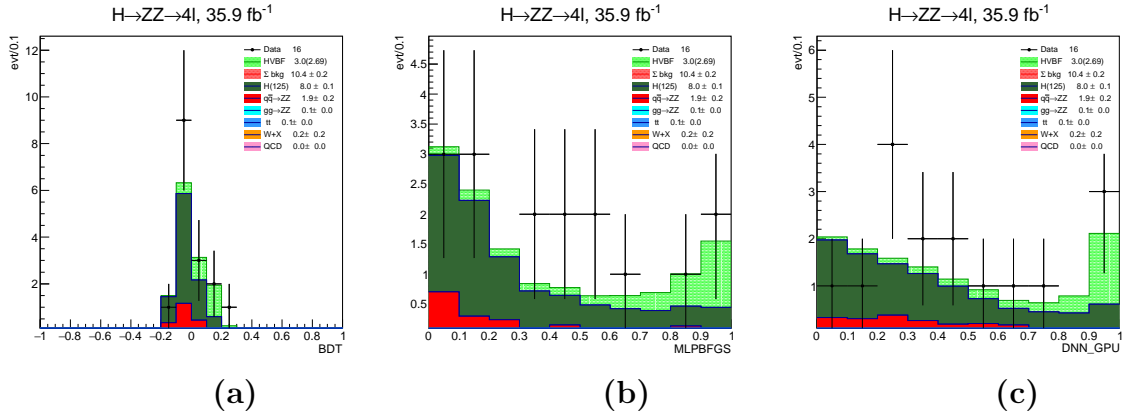 H→ZZ→4l, 35.9 fb⁻¹
evt/0.1
12
10
8
6
4
2
Data 16
HVBF 3.0(2.69)
Σ bkg 10.4 ± 0.2
H(125) 8.0 ± 0.1
qq̄→ZZ 1.9± 0.2
gg→ZZ 0.1± 0.0
tt 0.1± 0.0
W+X 0.2± 0.2
QCD 0.0± 0.0
−1 −0.8 −0.6 −0.4 −0.2 0 0.2 0.4 0.6 0.8 1
BDT
(a)
H→ZZ→4l, 35.9 fb⁻¹
evt/0.1
4.5
4
3.5
3
2.5
2
1.5
1
0.5
Data 16
HVBF 3.0(2.69)
Σ bkg 10.4 ± 0.2
H(125) 8.0 ± 0.1
qq̄→ZZ 1.9± 0.2
gg→ZZ 0.1± 0.0
tt 0.1± 0.0
W+X 0.2± 0.2
QCD 0.0± 0.0
0 0.1 0.2 0.3 0.4 0.5 0.6 0.7 0.8 0.9 1
MLPBFGS
(b)
H→ZZ→4l, 35.9 fb⁻¹
evt/0.1
6
5
4
3
2
1
Data 16
HVBF 3.0(2.69)
Σ bkg 10.4 ± 0.2
H(125) 8.0 ± 0.1
qq̄→ZZ 1.9± 0.2
gg→ZZ 0.1± 0.0
tt 0.1± 0.0
W+X 0.2± 0.2
QCD 0.0± 0.0
0 0.1 0.2 0.3 0.4 0.5 0.6 0.7 0.8 0.9 1
DNN_GPU
(c)